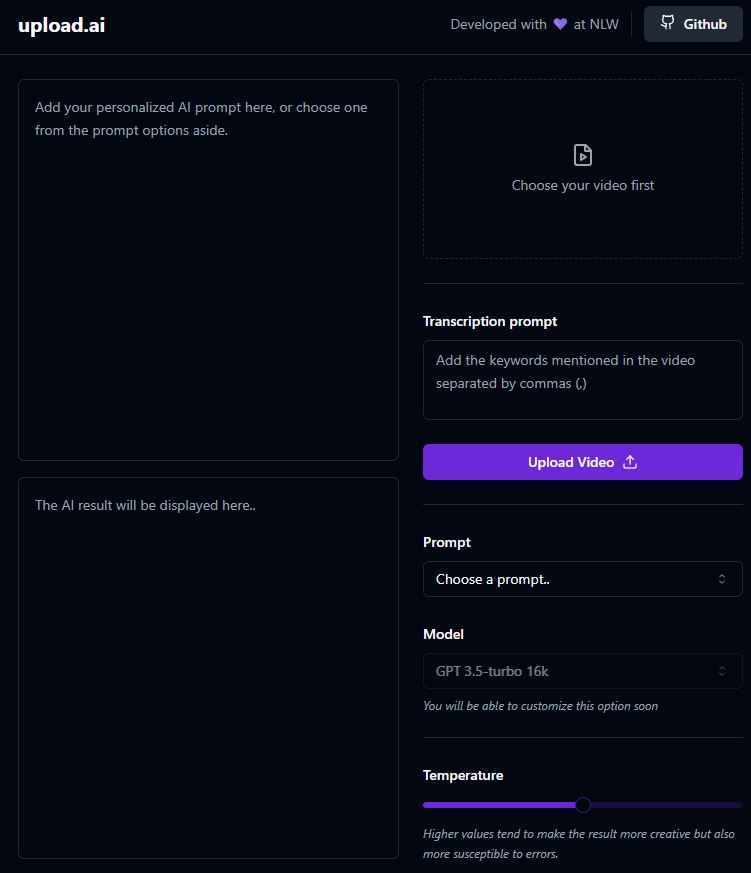 upload.ai
Developed with 💜 at NLW
Github
Add your personalized AI prompt here, or choose one
from the prompt options aside.
The AI result will be displayed here..
Choose your video first
Transcription prompt
Add the keywords mentioned in the video
separated by commas (,)
Upload Video
Prompt
Choose a prompt..
Model
GPT 3.5-turbo 16k
You will be able to customize this option soon
Temperature
Higher values tend to make the result more creative but also
more susceptible to errors.